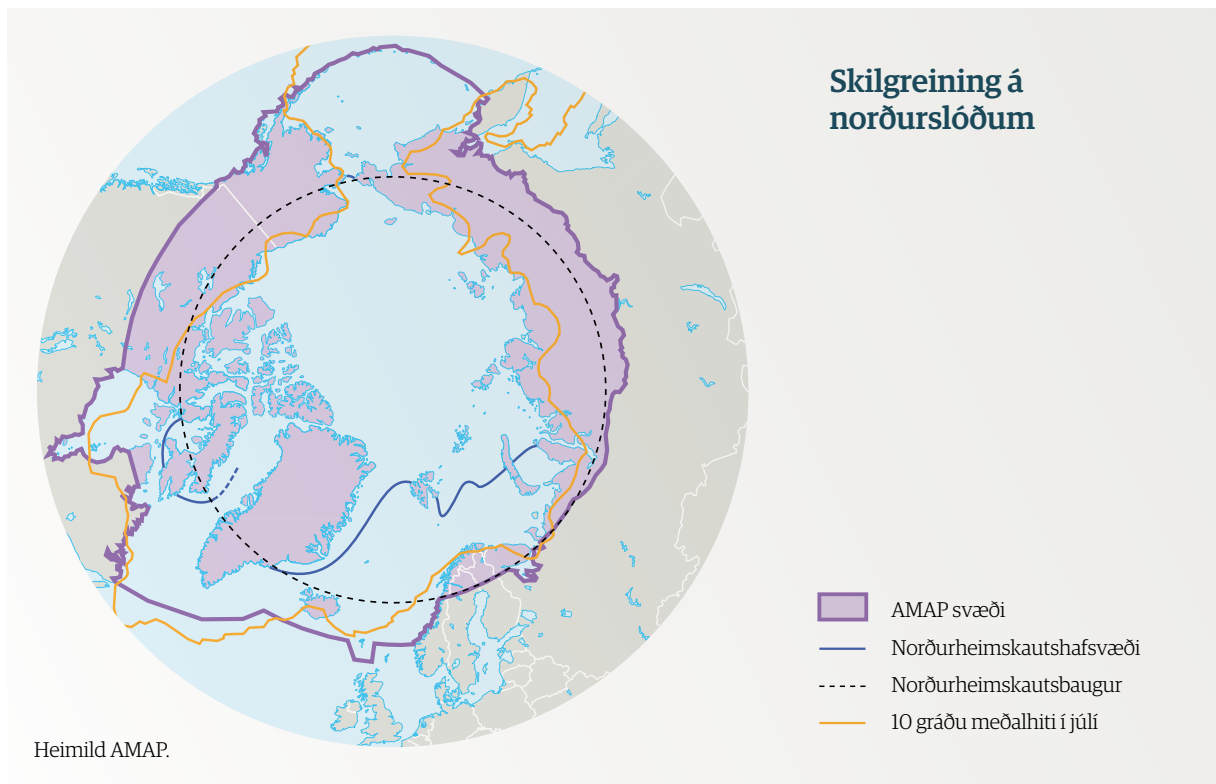 Skilgreining á
norðurslóðum
AMAP svæði
Norðurheimskautshafsvæði
Norðurheimskautsbaugur
10 gráðu meðalhiti í júlí
Heimild AMAP.